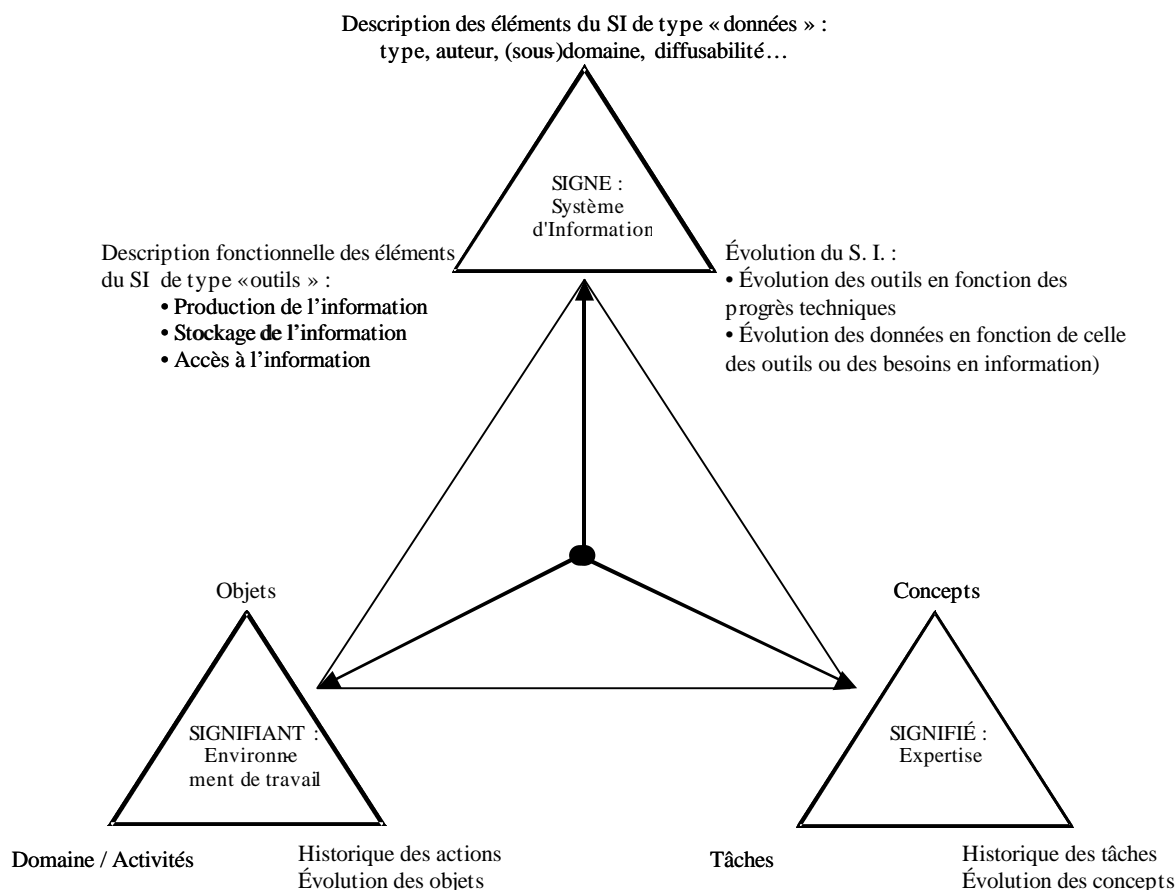 Description des éléments du SI de type « données » :
type, auteur, (sous-)domaine, diffusabilité…
SIGNE :
Système
d'Information
Description fonctionnelle des éléments
du SI de type «outils » :
• Production de l’information
• Stockage de l’information
• Accès à l’information
Évolution du S. I. :
• Évolution des outils en fonction des
progrès techniques
• Évolution des données en fonction de celle
des outils ou des besoins en information)
Objets
SIGNIFIANT :
Environne-
ment de travail
Domaine / Activités
Historique des actions
Évolution des objets
Concepts
SIGNIFIÉ :
Expertise
Tâches
Historique des tâches
Évolution des concepts